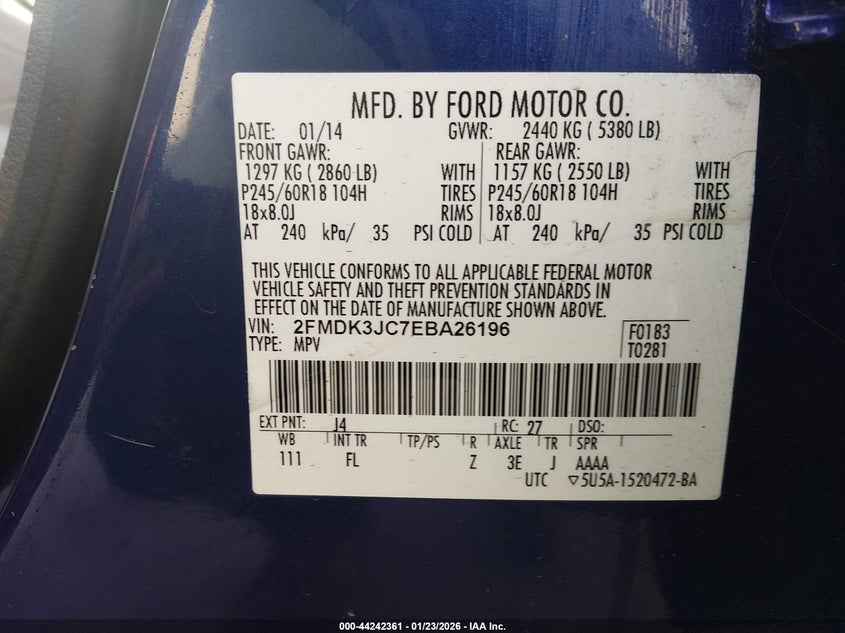 MFD. BY FORD MOTOR CO.
DATE: 01/14 GVWR: 2440 KG ( 5380 LB)
FRONT GAWR: REAR GAWR:
1297 KG ( 2860 LB) WITH 1157 KG ( 2550 LB) WITH
P245/60R18 104H TIRES P245/60R18 104H TIRES
18x8.0J RIMS 18x8.0J RIMS
AT 240 kPa/ 35 PSI COLD AT 240 kPa/ 35 PSI COLD
THIS VEHICLE CONFORMS TO ALL APPLICABLE FEDERAL MOTOR
VEHICLE SAFETY AND THEFT PREVENTION STANDARDS IN
EFFECT ON THE DATE OF MANUFACTURE SHOWN ABOVE.
VIN: 2FMDK3JC7EBA26196 F0183
TYPE: MPV T0281
EXT PNT: J4 RC: 27 DSO:
WB INT TR TP/PS R AXLE TR SPR
111 FL Z 3E J AAAA
UTC ▽5U5A-1520472-BA
000-44242361 - 01/23/2026 - IAA Inc.